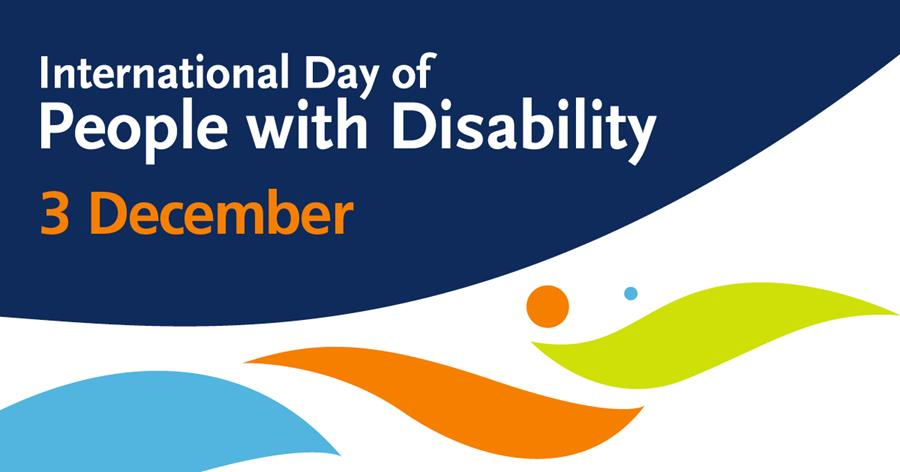 International Day of
People with Disability
3 December